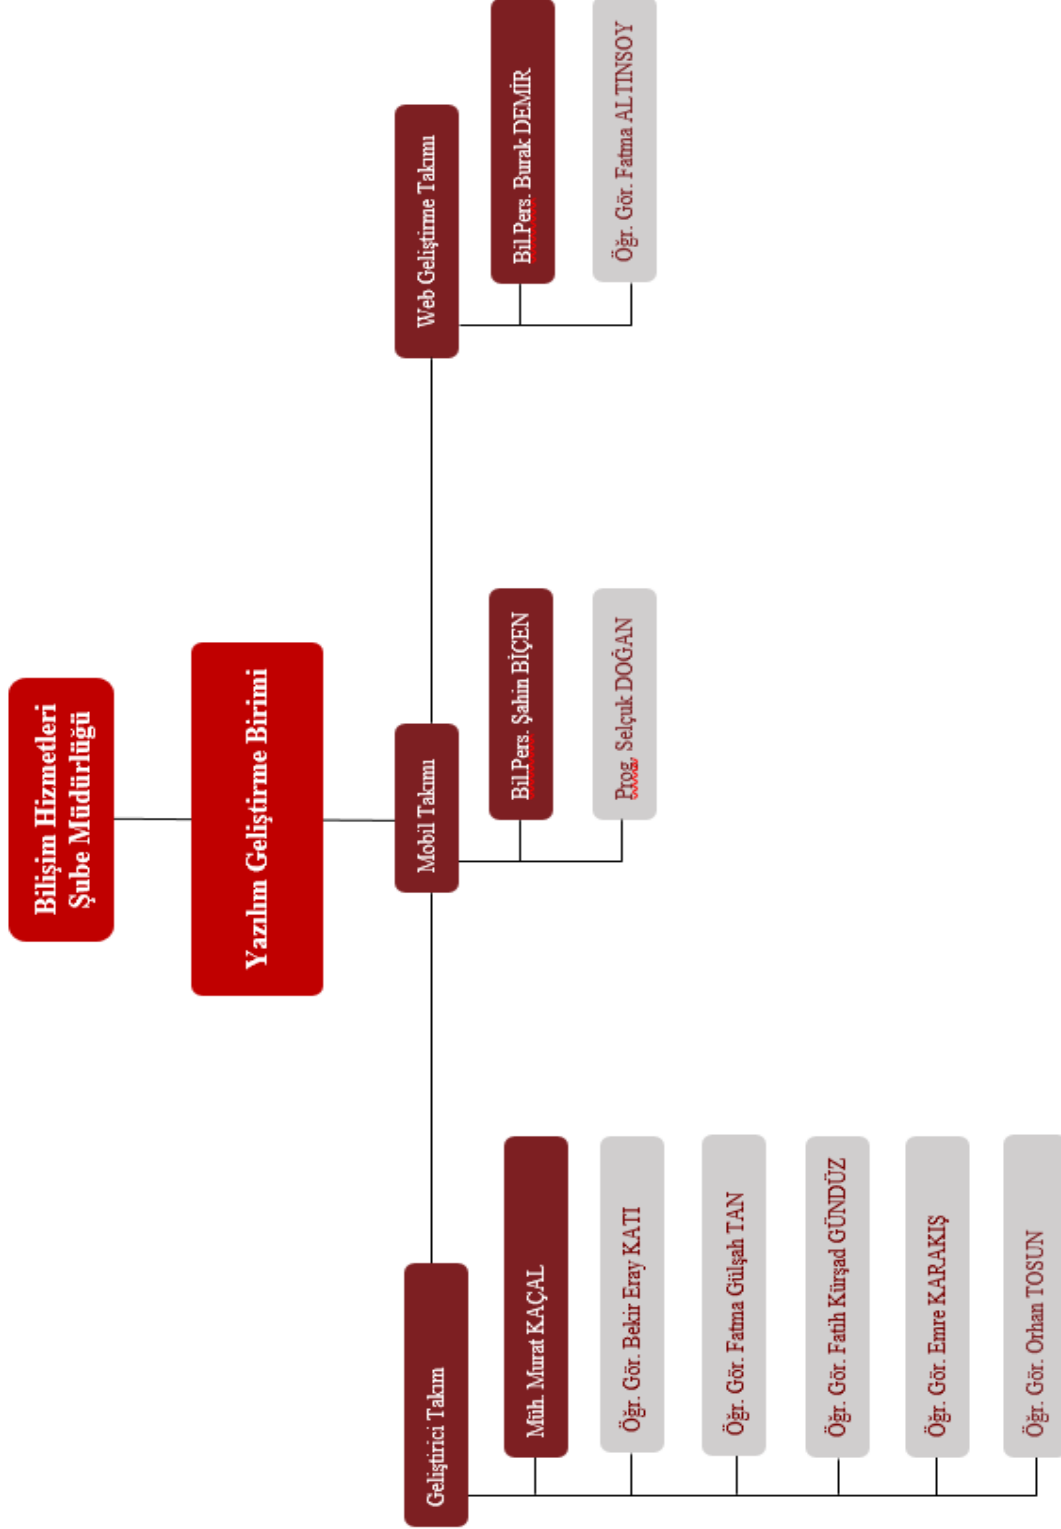 Bilişim Hizmetleri
Şube Müdürlüğü
Yazılım Geliştirme Birimi
Geliştirici Takım
Müh. Murat KAÇAL
Öğr. Gör. Bekir Eray KATI
Öğr. Gör. Fatma Gülşah TAN
Öğr. Gör. Fatih Kürşad GÜNDÜZ
Öğr. Gör. Emre KARAKIŞ
Öğr. Gör. Orhan TOSUN
Mobil Takımı
Bil.Pers. Şahin BİÇEN
Prog. Selçuk DOĞAN
Web Geliştirme Takımı
Bil.Pers. Burak DEMİR
Öğr. Gör. Fatma ALTINSOY